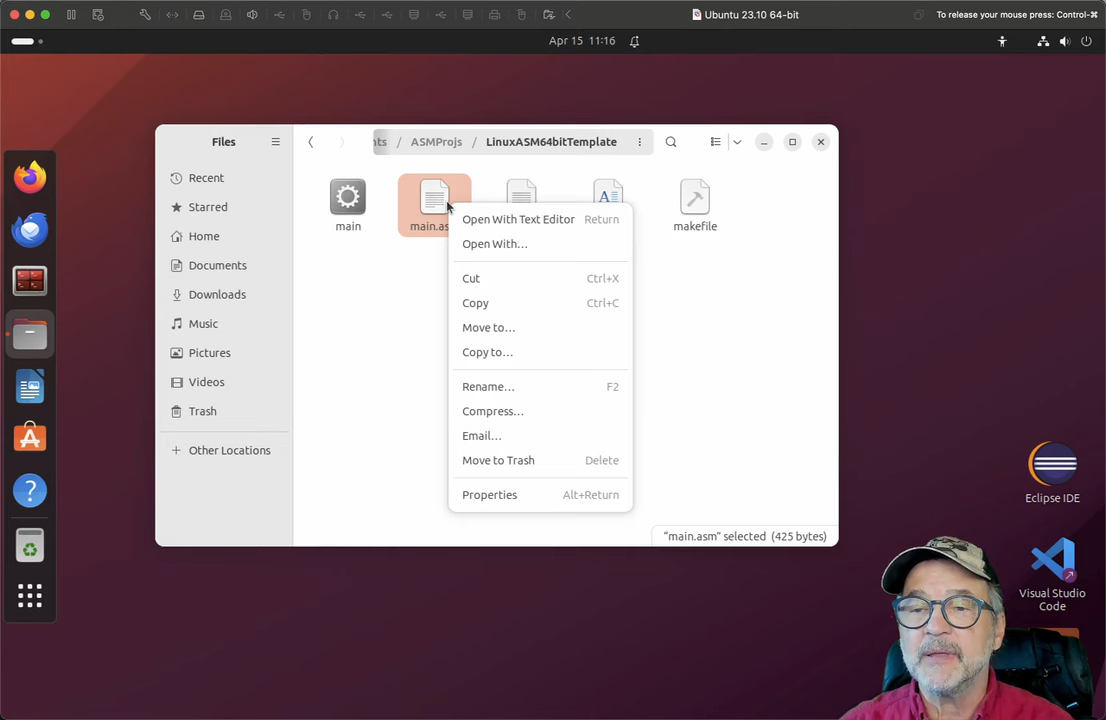 Ubuntu 23.10 64-bit
To release your mouse press: Control-⌘
Apr 15 11:16
Files
ts / ASMProjs / LinuxASM64bitTemplate
Recent
Starred
Home
Documents
Downloads
Music
Pictures
Videos
Trash
Other Locations
main
main.as
makefile
Open With Text Editor Return
Open With…
Cut Ctrl+X
Copy Ctrl+C
Move to…
Copy to…
Rename… F2
Compress…
Email…
Move to Trash Delete
Properties Alt+Return
"main.asm" selected (425 bytes)
Eclipse IDE
Visual Studio
Code